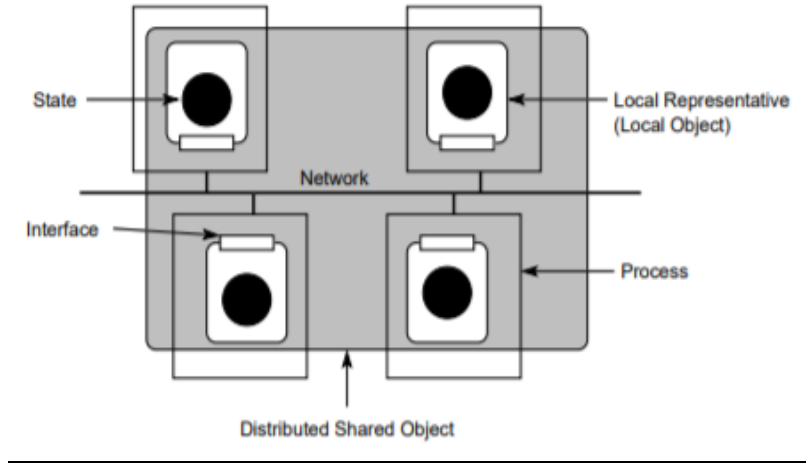 State
Local Representative
(Local Object)
Network
Interface
Process
Distributed Shared Object